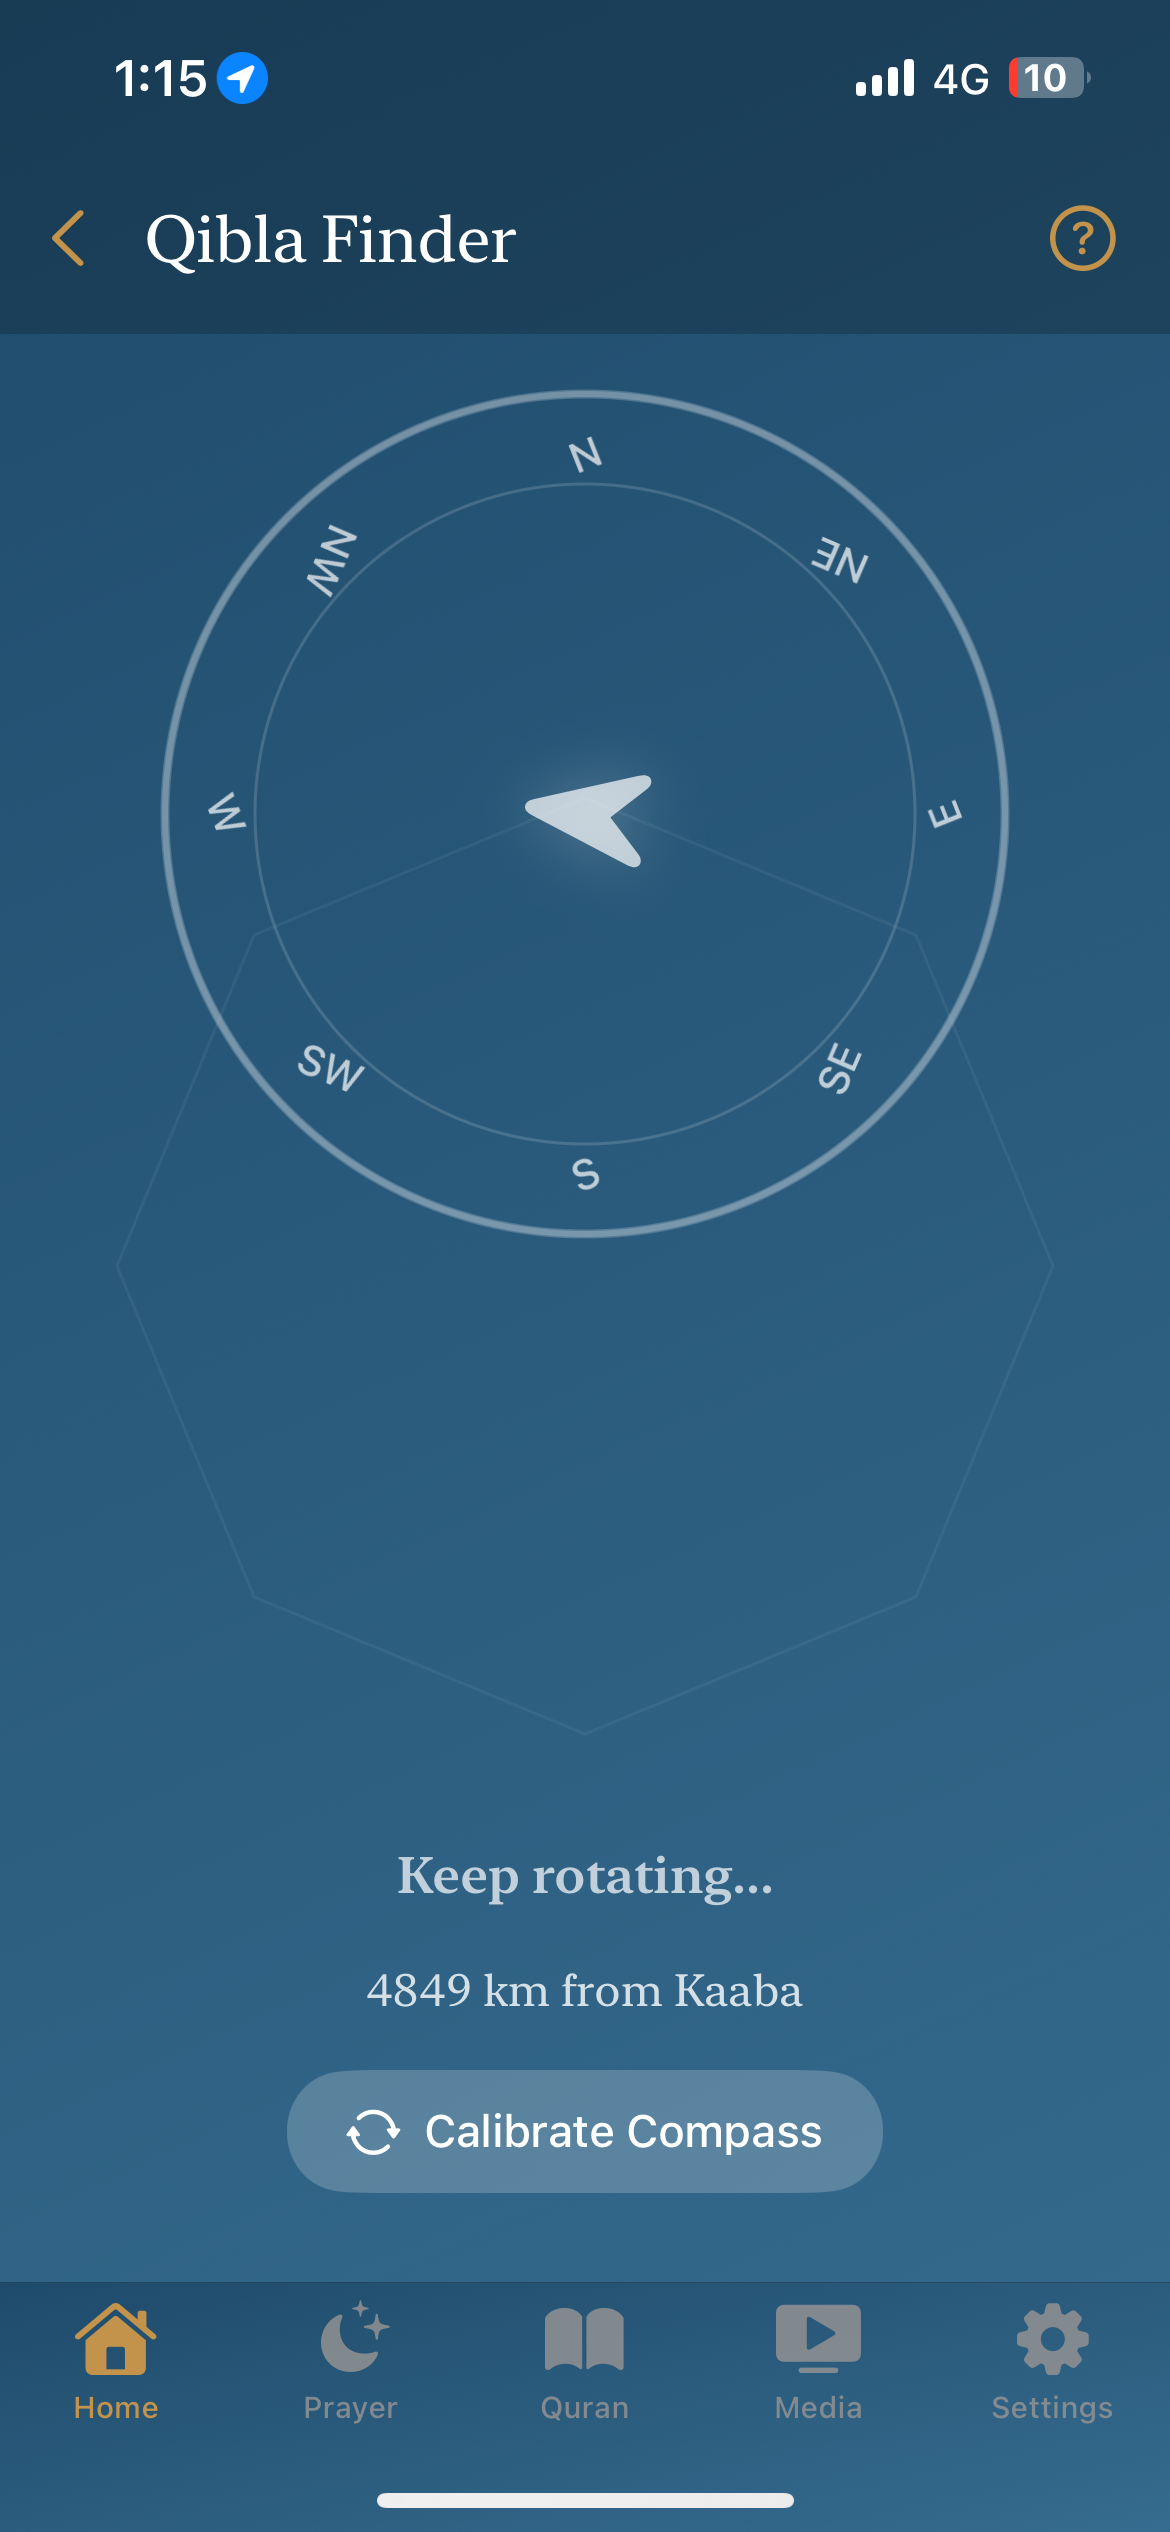 1:15 4G 10
Qibla Finder ?
N
NW NE
W E
SW SE
S
Keep rotating...
4849 km from Kaaba
Calibrate Compass
Home Prayer Quran Media Settings